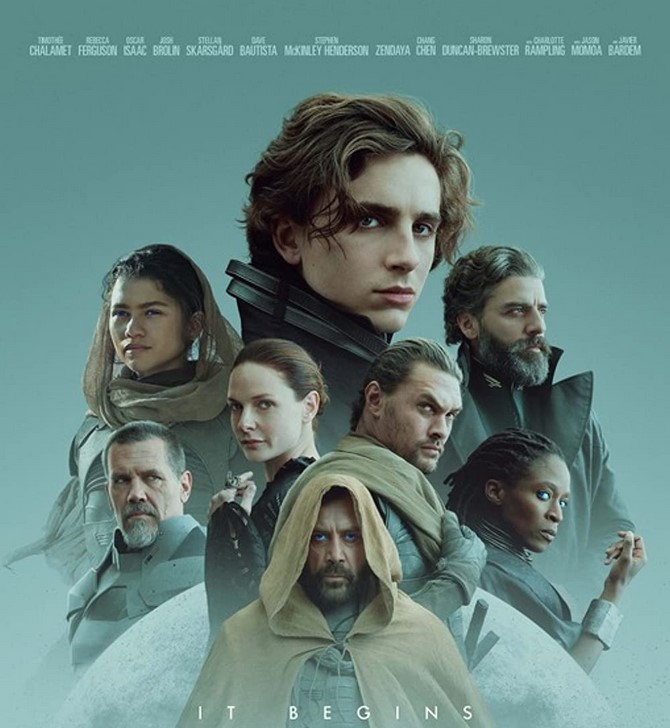 TIMOTHÉE CHALAMET REBECCA FERGUSON OSCAR ISAAC JOSH BROLIN STELLAN SKARSGÅRD DAVE BAUTISTA STEPHEN McKINLEY HENDERSON ZENDAYA CHANG CHEN SHARON DUNCAN-BREWSTER CHARLOTTE RAMPLING JASON MOMOA JAVIER BARDEM
IT BEGINS